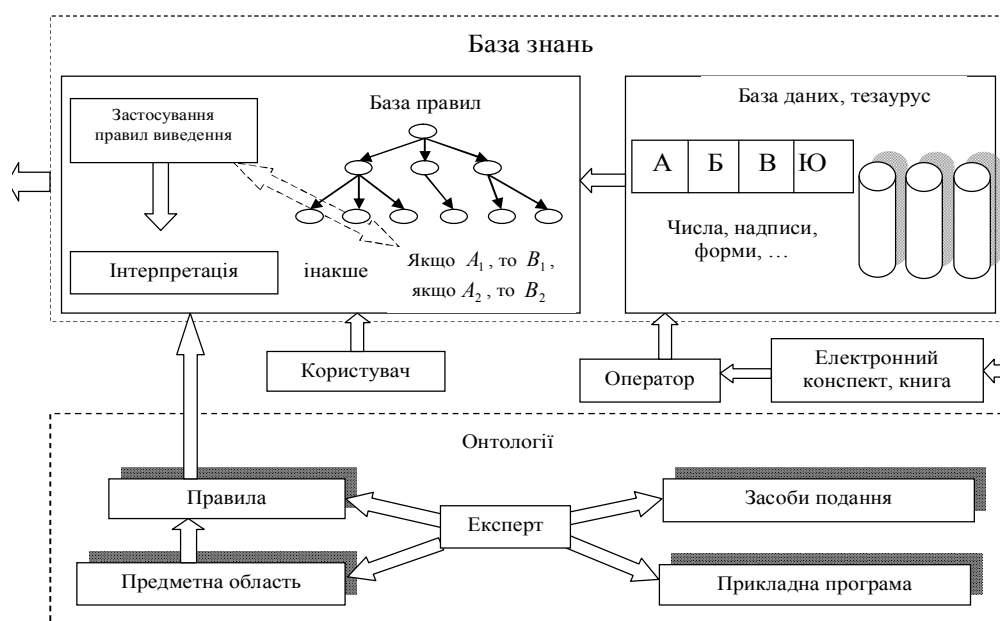 База знань
Застосування
правил виведення
База правил
Інтерпретація
інакше
Якщо A₁, то B₁,
якщо A₂, то B₂
База даних, тезаурус
А Б В Ю
Числа, надписи,
форми, …
Користувач
Оператор
Електронний
конспект, книга
Онтології
Правила
Експерт
Засоби подання
Предметна область
Прикладна програма